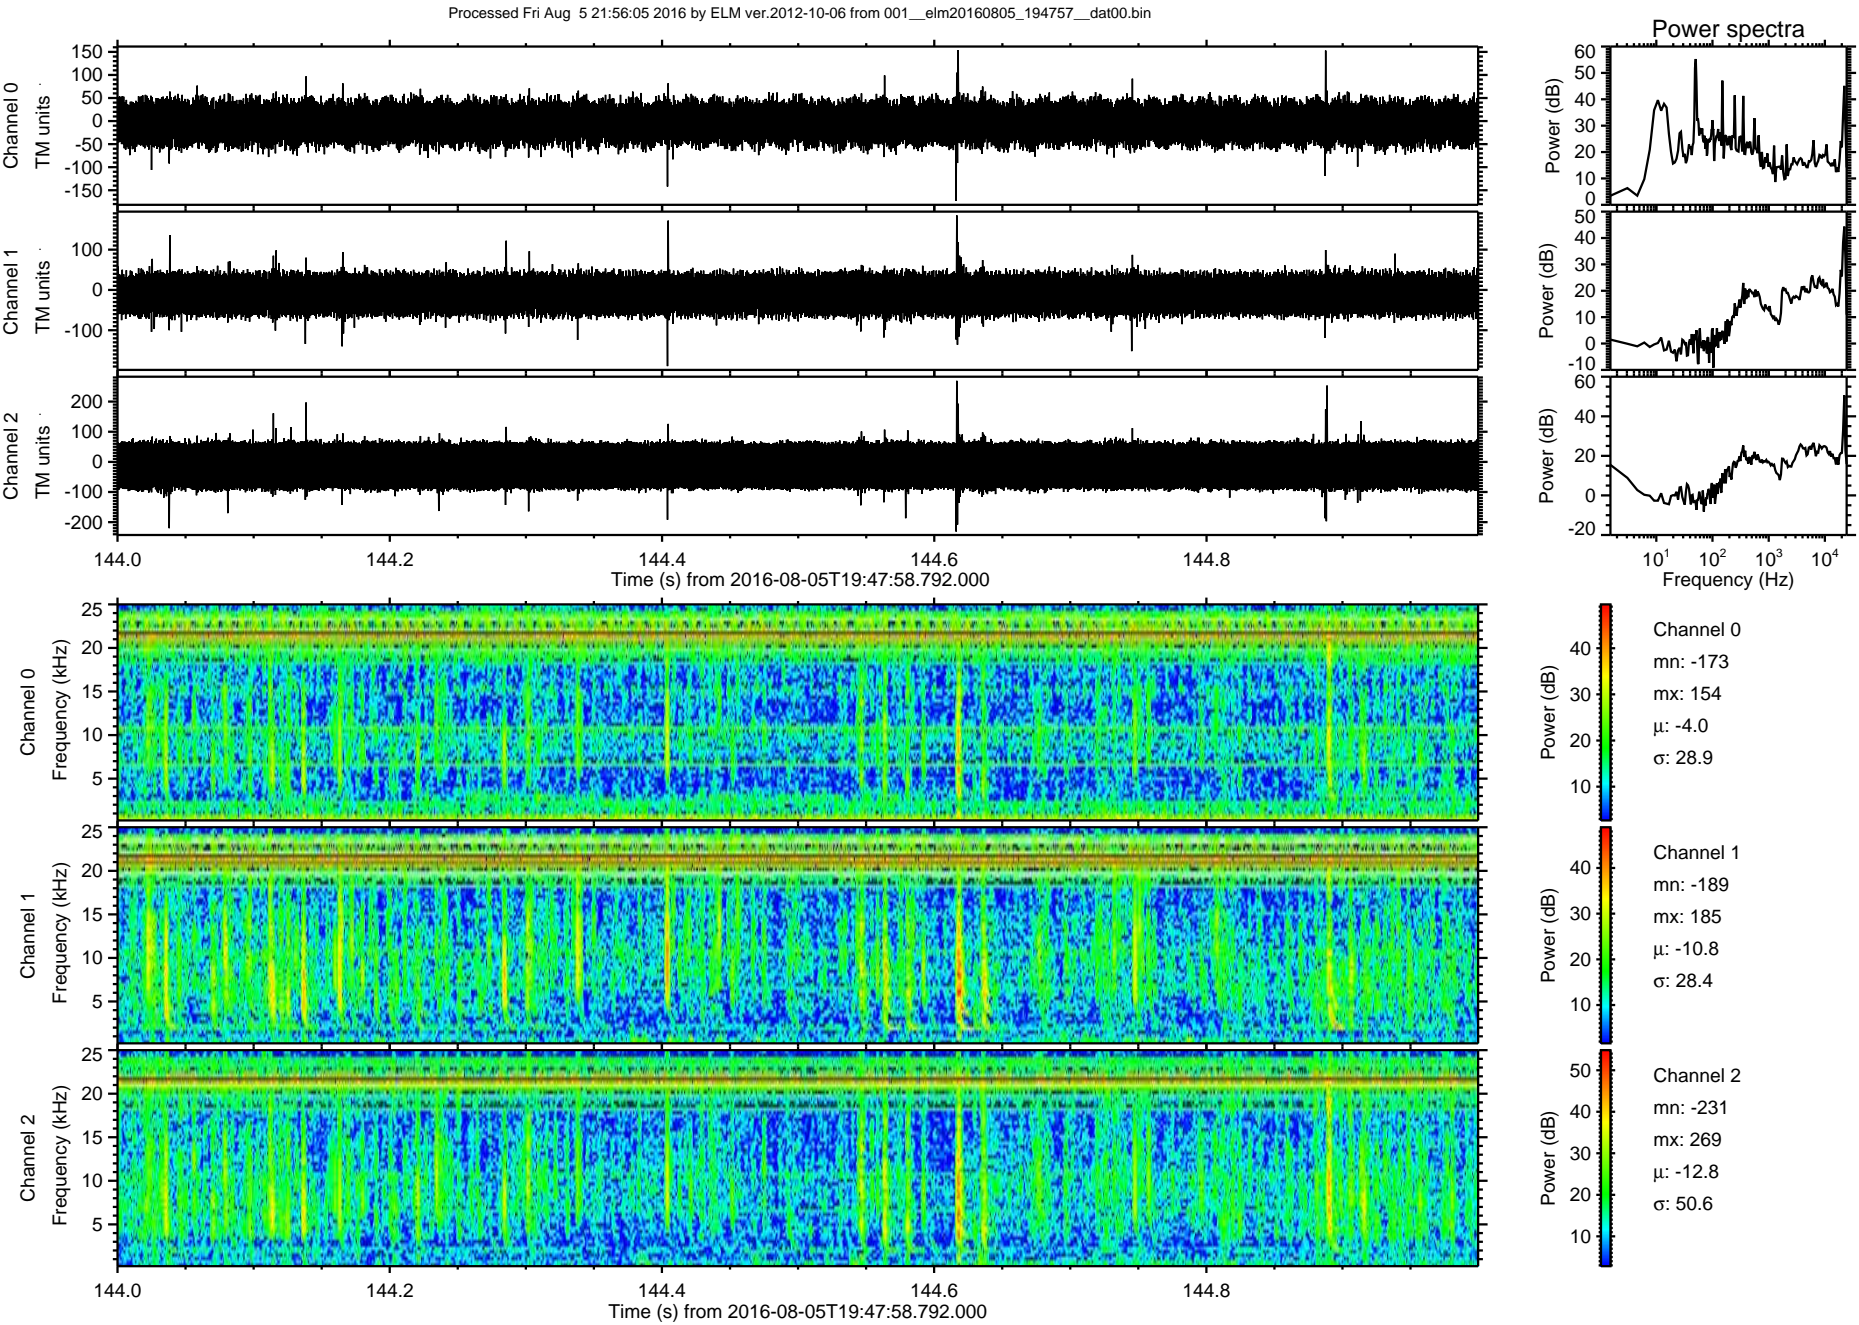 Processed Fri Aug  5 21:56:05 2016 by ELM ver.2012-10-06 from 001__elm20160805_194757__dat00.bin
Power spectra
Channel 0
TM units
150
100
50
0
-50
-100
-150
Power (dB)
60
50
40
30
20
10
0
Channel 1
TM units
100
0
-100
Power (dB)
50
40
30
20
10
0
-10
Channel 2
TM units
200
100
0
-100
-200
Power (dB)
60
40
20
0
-20
144.0 144.2 144.4 144.6 144.8
Time (s) from 2016-08-05T19:47:58.792.000
10¹ 10² 10³ 10⁴
Frequency (Hz)
Channel 0
Frequency (kHz)
25
20
15
10
5
Power (dB)
40
30
20
10
Channel 0
mn: -173
mx: 154
μ: -4.0
σ: 28.9
Channel 1
Frequency (kHz)
25
20
15
10
5
Power (dB)
40
30
20
10
Channel 1
mn: -189
mx: 185
μ: -10.8
σ: 28.4
Channel 2
Frequency (kHz)
25
20
15
10
5
Power (dB)
50
40
30
20
10
Channel 2
mn: -231
mx: 269
μ: -12.8
σ: 50.6
144.0 144.2 144.4 144.6 144.8
Time (s) from 2016-08-05T19:47:58.792.000